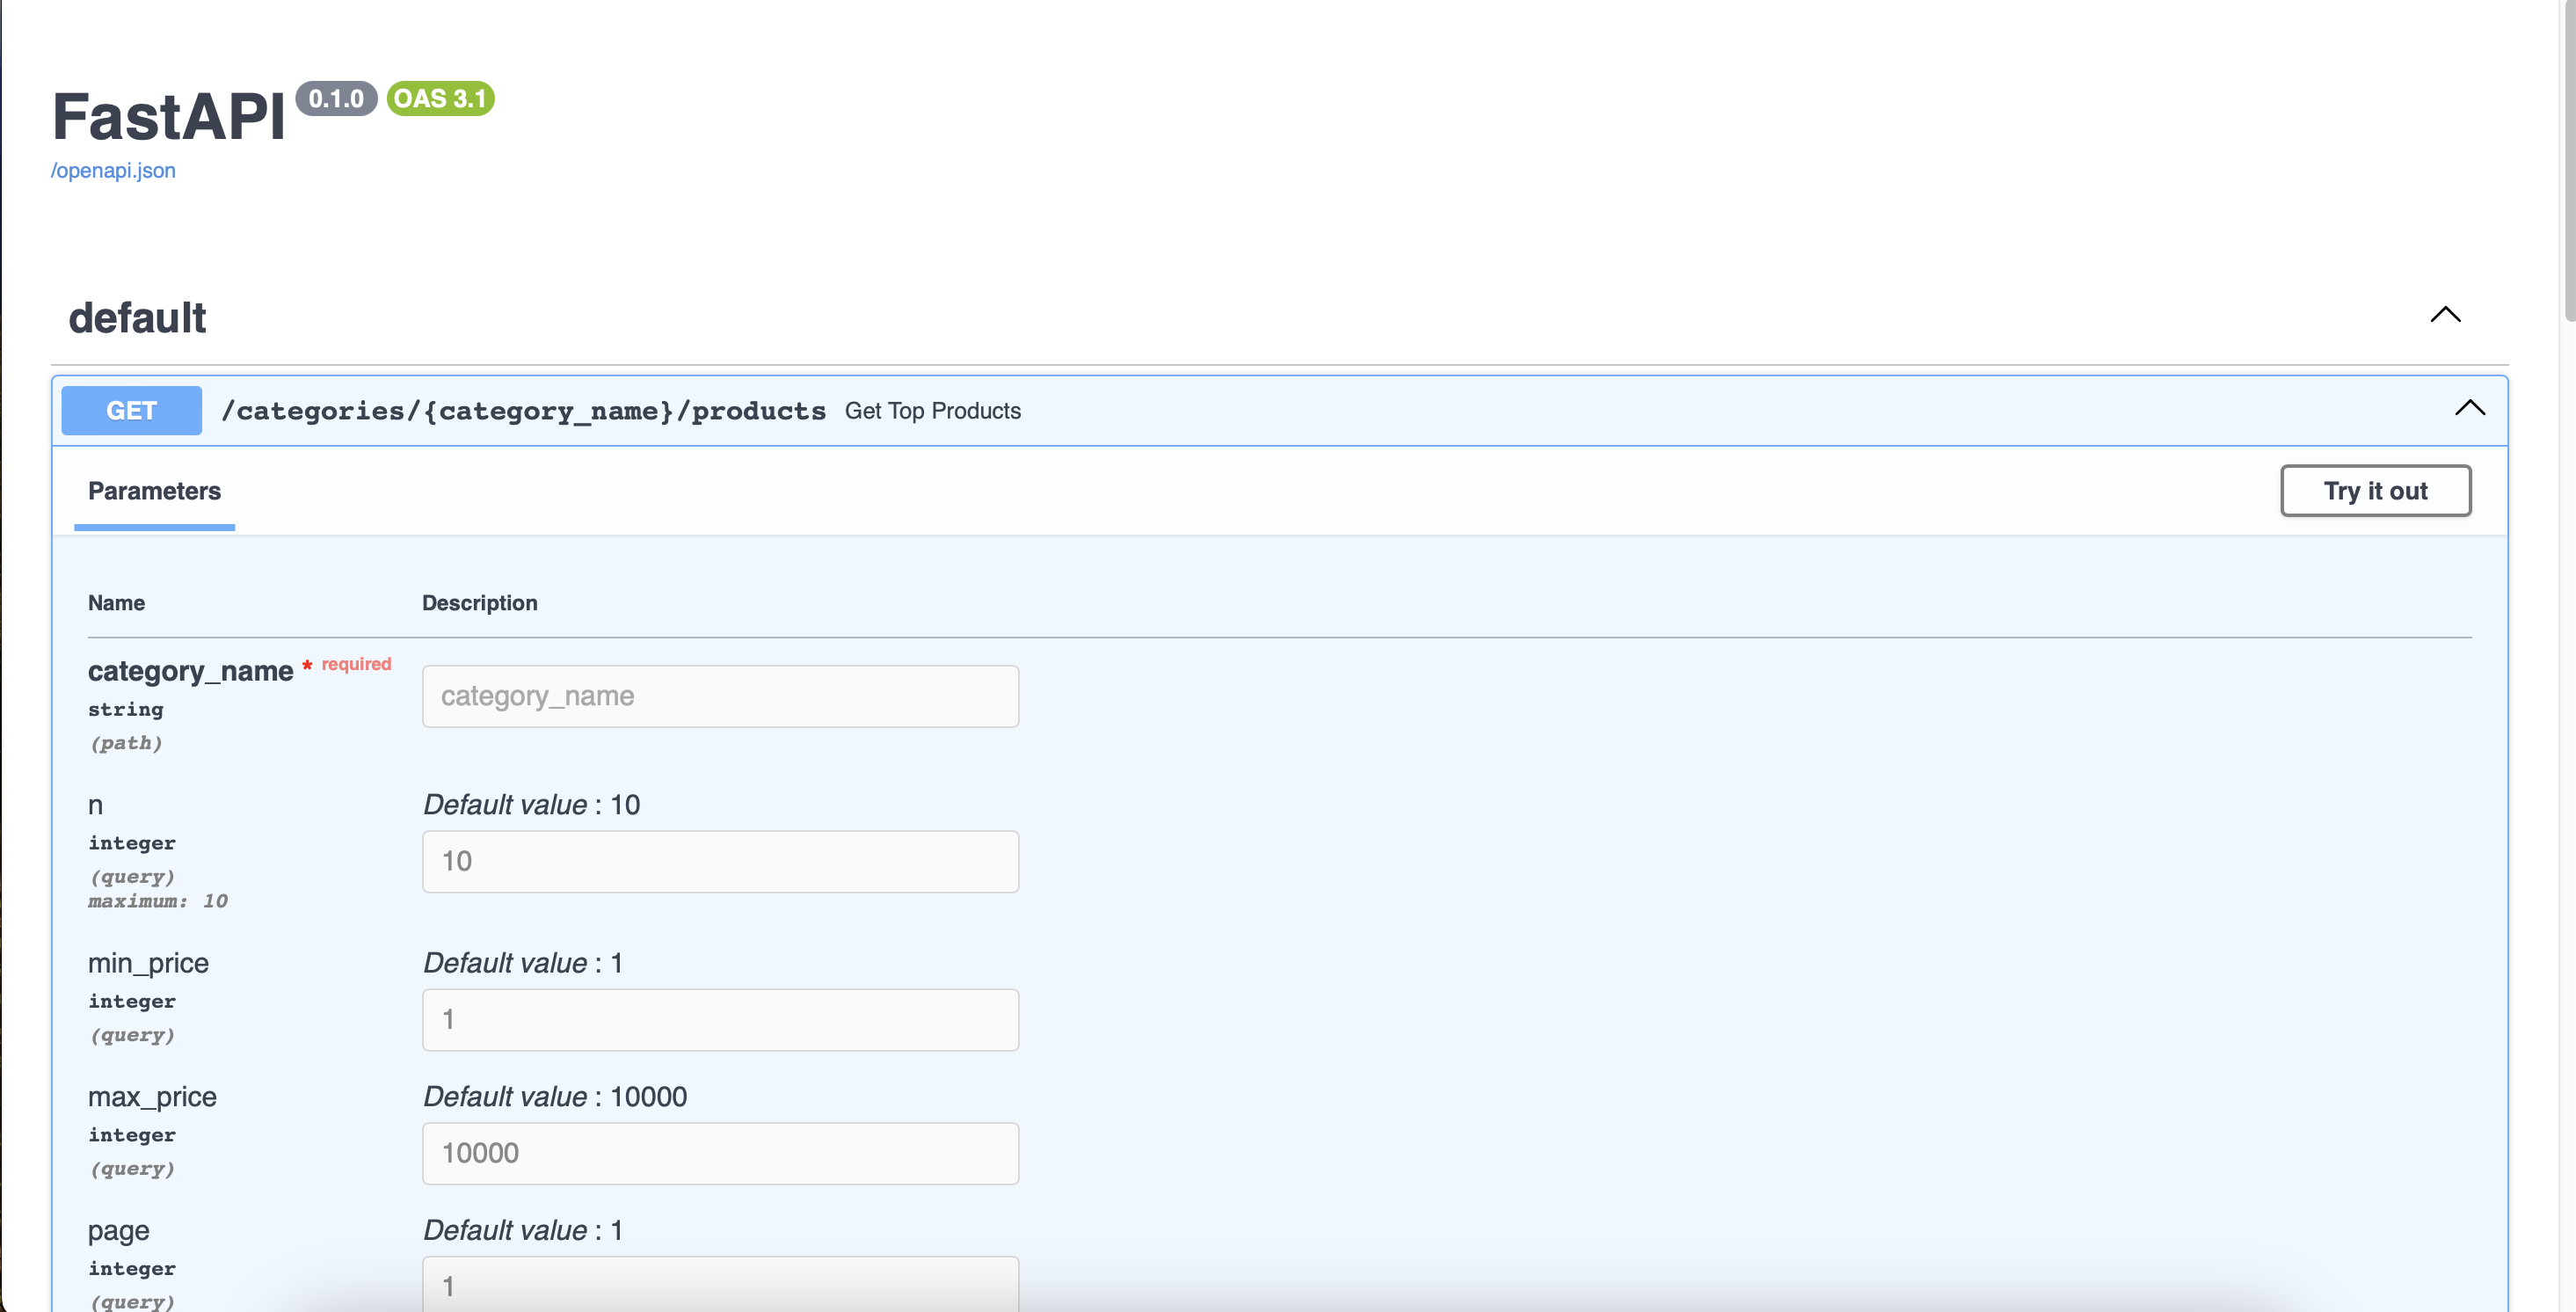 FastAPI 0.1.0 OAS 3.1
/openapi.json
default
GET /categories/{category_name}/products Get Top Products
Parameters
Try it out
Name Description
category_name * required
string
(path)
category_name
n
integer
(query)
maximum: 10
Default value : 10
10
min_price
integer
(query)
Default value : 1
1
max_price
integer
(query)
Default value : 10000
10000
page
integer
(query)
Default value : 1
1